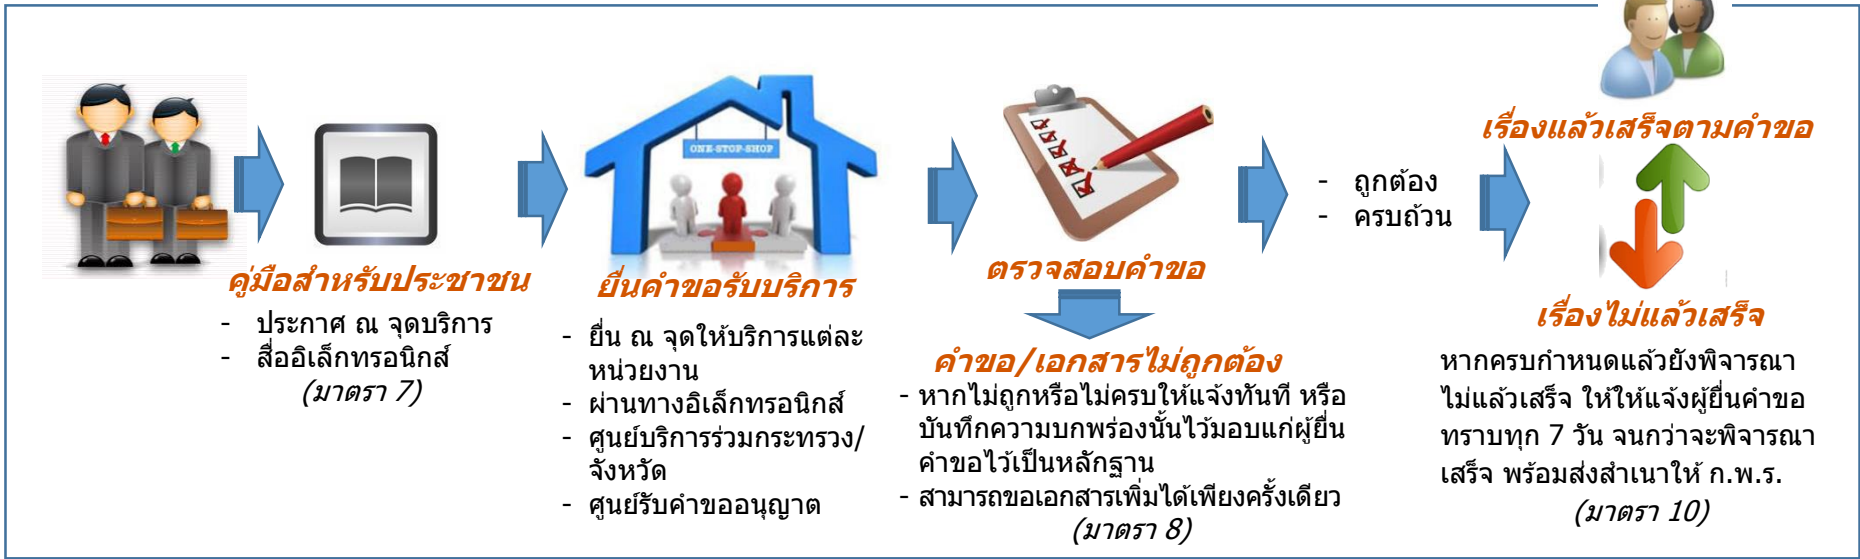 คู่มือสำหรับประชาชน
- ประกาศ ณ จุดบริการ
- สื่ออิเล็กทรอนิกส์
(มาตรา 7)
ONE-STOP-SHOP
ยื่นคำขอรับบริการ
- ยื่น ณ จุดให้บริการแต่ละ
หน่วยงาน
- ผ่านทางอิเล็กทรอนิกส์
- ศูนย์บริการร่วมกระทรวง/
จังหวัด
- ศูนย์รับคำขออนุญาต
ตรวจสอบคำขอ
คำขอ/เอกสารไม่ถูกต้อง
- หากไม่ถูกหรือไม่ครบให้แจ้งทันที หรือ
บันทึกความบกพร่องนั้นไว้มอบแก่ผู้ยื่น
คำขอไว้เป็นหลักฐาน
- สามารถขอเอกสารเพิ่มได้เพียงครั้งเดียว
(มาตรา 8)
- ถูกต้อง
- ครบถ้วน
เรื่องแล้วเสร็จตามคำขอ
เรื่องไม่แล้วเสร็จ
หากครบกำหนดแล้วยังพิจารณา
ไม่แล้วเสร็จ ให้ให้แจ้งผู้ยื่นคำขอ
ทราบทุก 7 วัน จนกว่าจะพิจารณา
เสร็จ พร้อมส่งสำเนาให้ ก.พ.ร.
(มาตรา 10)